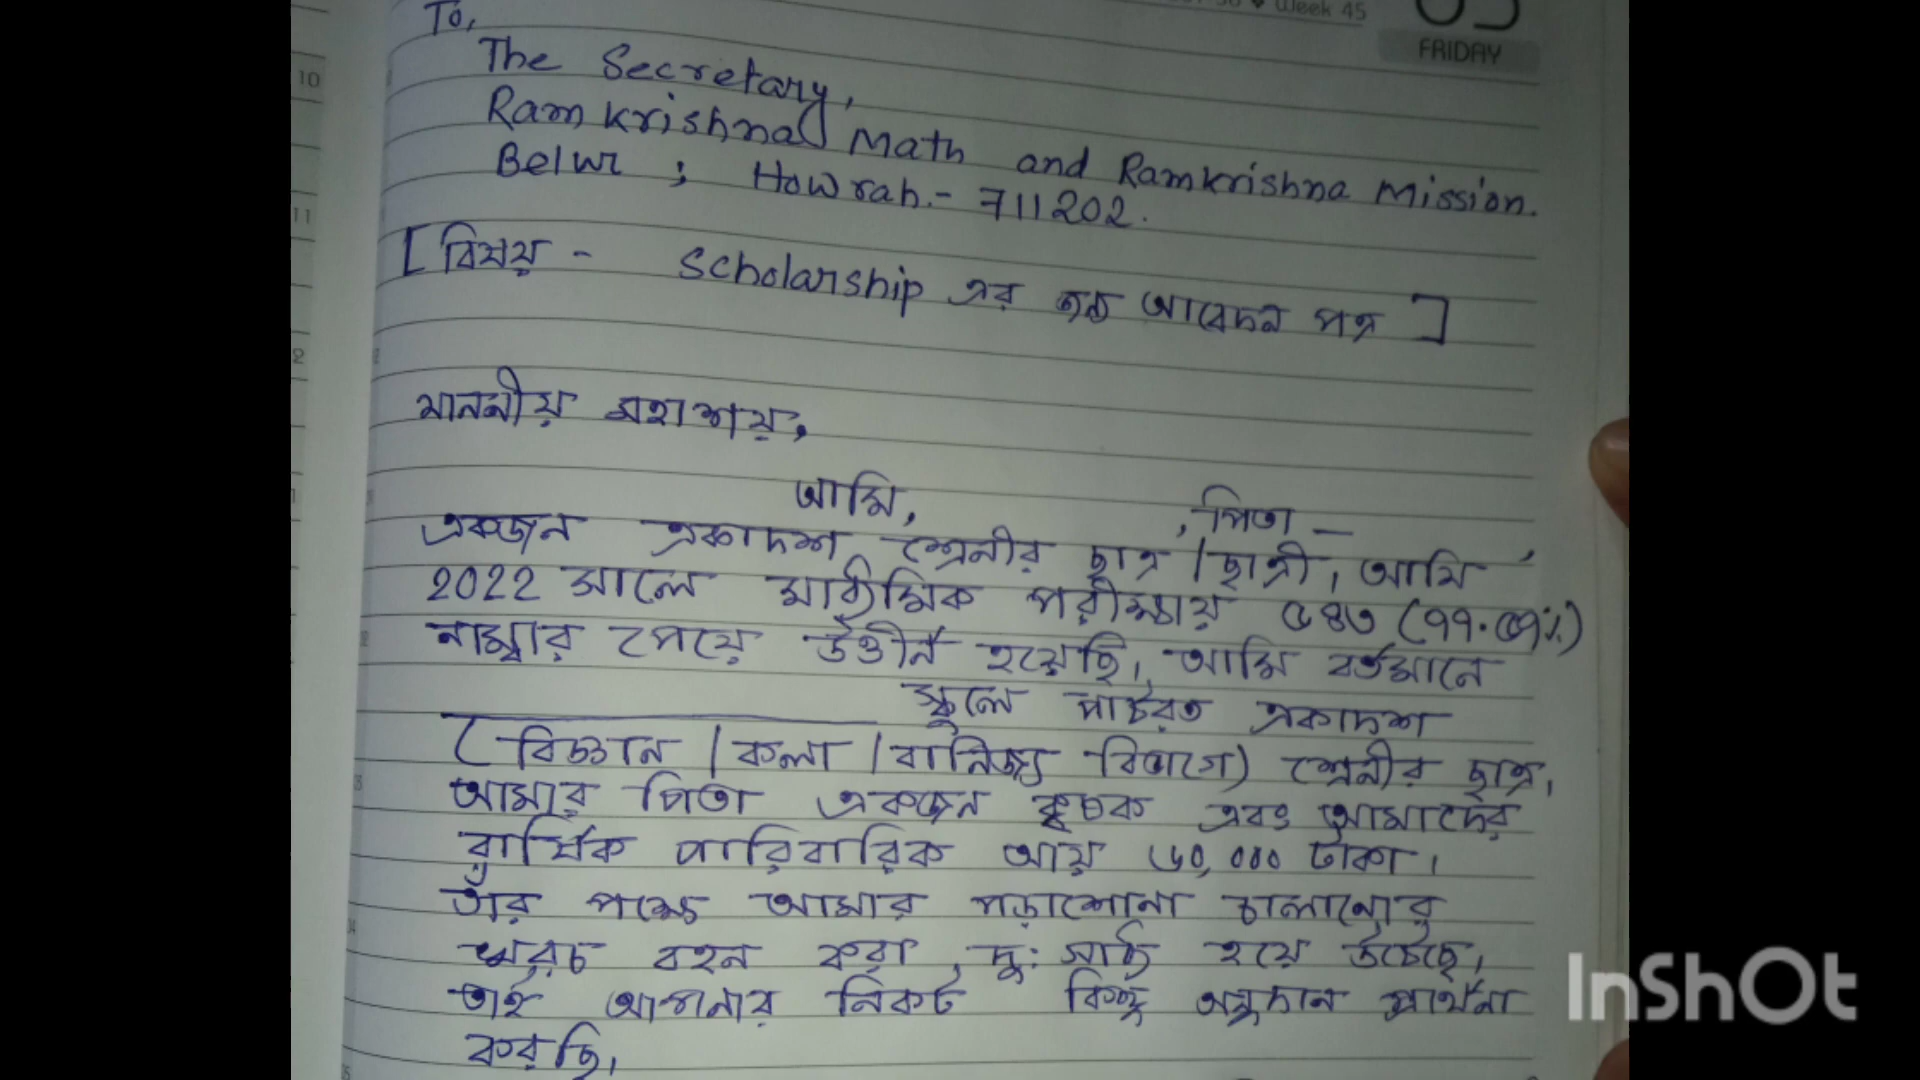 Week 45
FRIDAY
To,
The Secretary,
Ramkrishna Math and Ramkrishna Mission.
Belur ; Howrah.- 711202.
[বিষয় - Scholarship এর জন্য আবেদন পত্র ]
মাননীয় মহাশয়,
আমি, , পিতা —
একজন একাদশ শ্রেনীর ছাত্র / ছাত্রী, আমি
2022 সালে মাধ্যমিক পরীক্ষায় ৫৪৩ (৭৭.৫৭%)
নাম্বার পেয়ে উত্তীর্ন হয়েছি, আমি বর্তমানে
স্কুলে পাঠরত একাদশ
(বিজ্ঞান / কলা / বানিজ্য বিভাগে) শ্রেনীর ছাত্র,
আমার পিতা একজন কৃষক এবং আমাদের
বার্ষিক পারিবারিক আয় ৬০,০০০ টাকা।
তাঁর পক্ষে আমার পড়াশোনা চালানোর
খরচ বহন করা দু:সাধ্য হয়ে উঠেছে,
তাই আপনার নিকট কিছু অনুদান প্রার্থনা
করছি,
10
11
InShOt